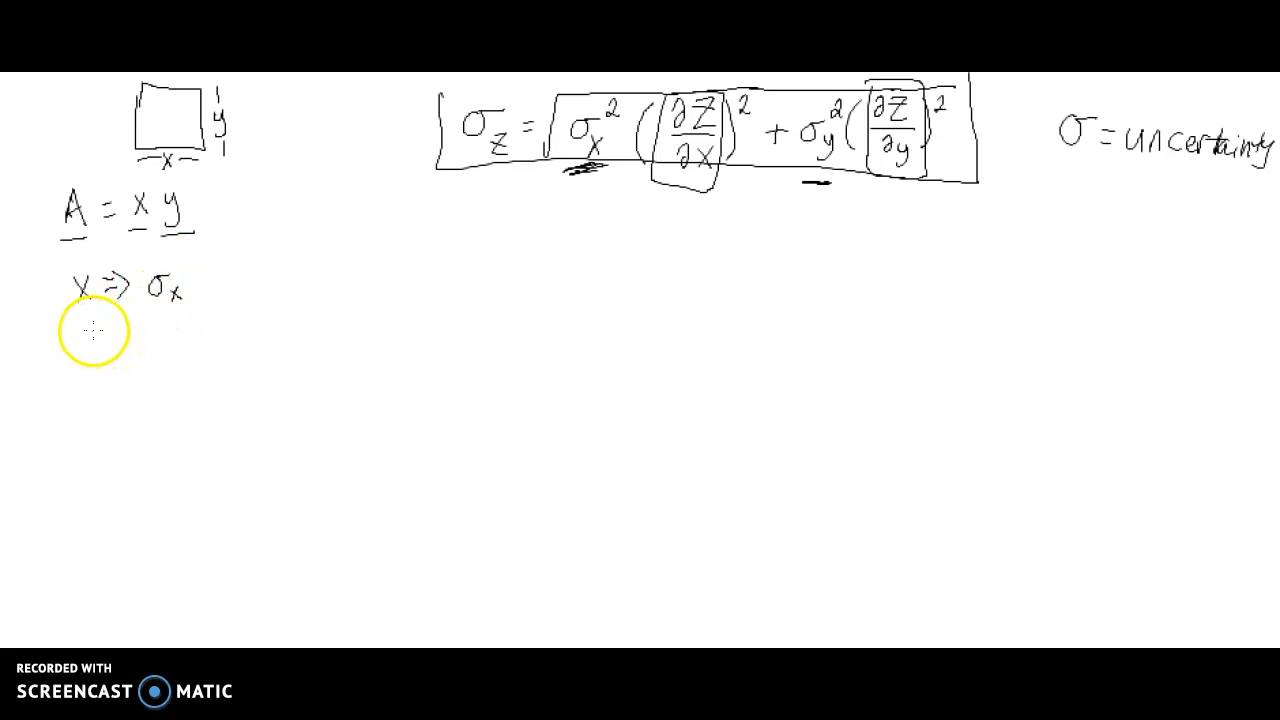 y
x
A = x y
x => σx
σz = √σx² (∂z/∂x)² + σy² (∂z/∂y)²
σ = uncertainty
RECORDED WITH
SCREENCAST MATIC